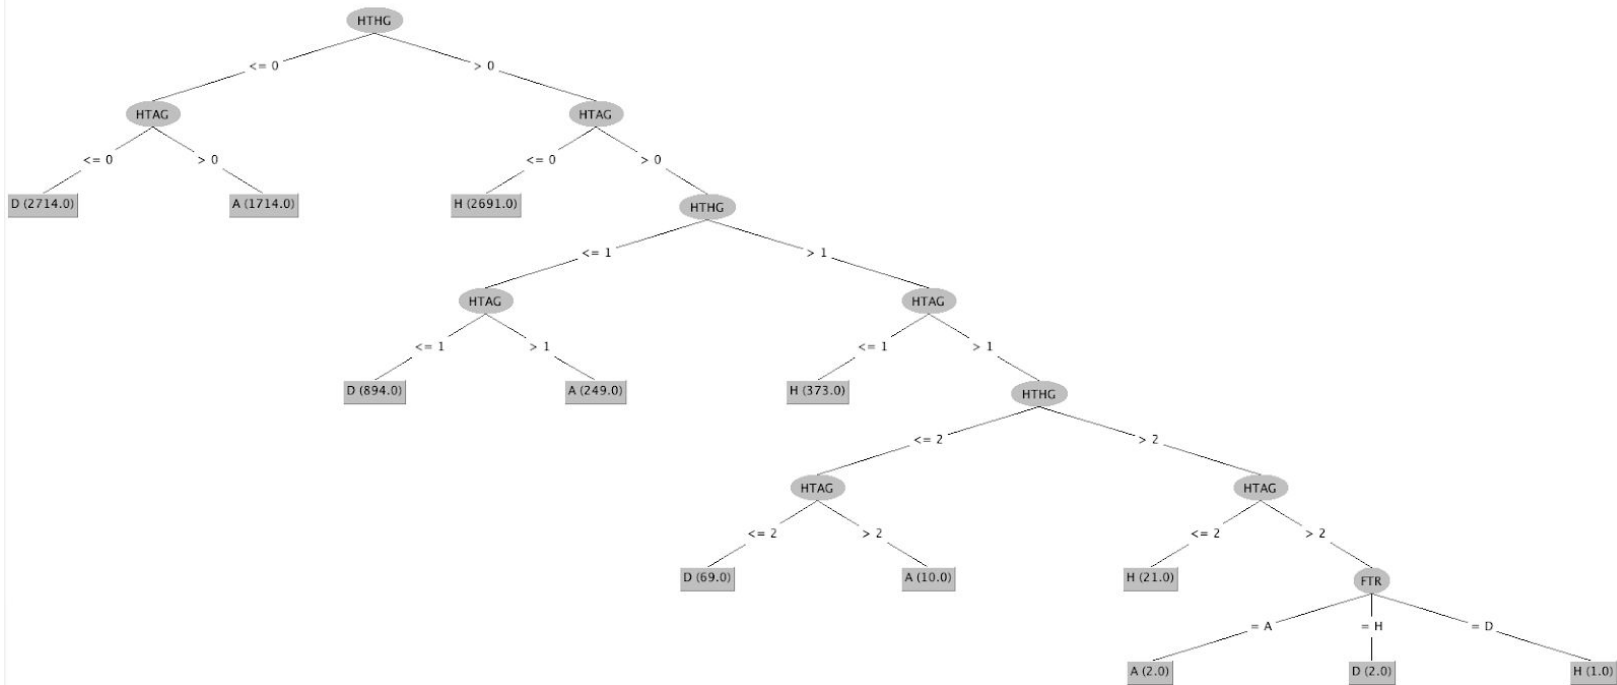 HTHG
<= 0 > 0
HTAG HTAG
<= 0 > 0 <= 0 > 0
D (2714.0) A (1714.0) H (2691.0) HTHG
<= 1 > 1
HTAG HTAG
<= 1 > 1 <= 1 > 1
D (894.0) A (249.0) H (373.0) HTHG
<= 2 > 2
HTAG HTAG
<= 2 > 2 <= 2 > 2
D (69.0) A (10.0) H (21.0) FTR
= A = H = D
A (2.0) D (2.0) H (1.0)